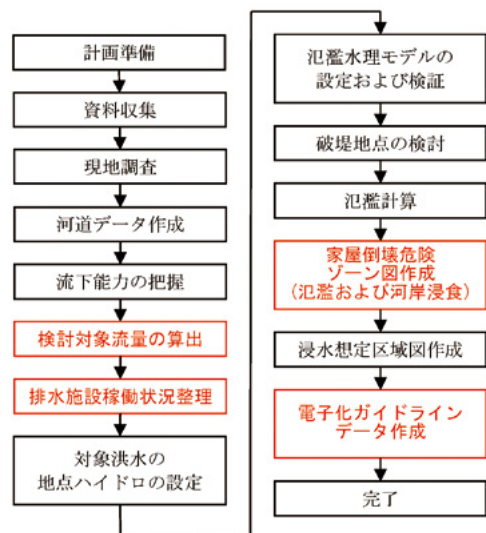 計画準備
資料収集
現地調査
河道データ作成
流下能力の把握
検討対象流量の算出
排水施設稼働状況整理
対象洪水の
地点ハイドロの設定
氾濫水理モデルの
設定および検証
破堤地点の検討
氾濫計算
家屋倒壊危険
ゾーン図作成
(氾濫および河岸浸食)
浸水想定区域図作成
電子化ガイドライン
データ作成
完了